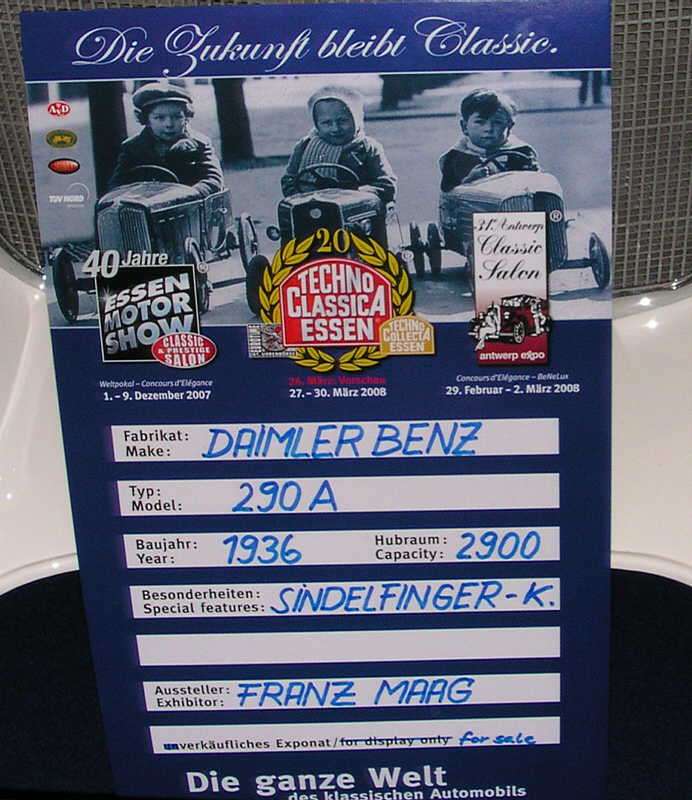 Die Zukunft bleibt Classic.
AvD
TÜV NORD
40 Jahre
ESSEN
MOTOR
SHOW
CLASSIC
& PRESTIGE
SALON
Weltpokal – Concours d'Elégance
1. - 9. Dezember 2007
20
TECHNO
CLASSICA
ESSEN
TECHNO
COLLECTA
ESSEN
26. März: Vorschau
27. - 30. März 2008
31. Antwerp
Classic
Salon
antwerp expo
Concours d'Elégance – BeNeLux
29. Februar - 2. März 2008
Fabrikat:
Make: DAIMLER BENZ
Typ:
Model: 290 A
Baujahr:
Year: 1936
Hubraum:
Capacity: 2900
Besonderheiten:
Special features: SINDELFINGER-K.
Aussteller:
Exhibitor: FRANZ MAAG
unverkäufliches Exponat/for display only for sale
Die ganze Welt
des klassischen Automobils